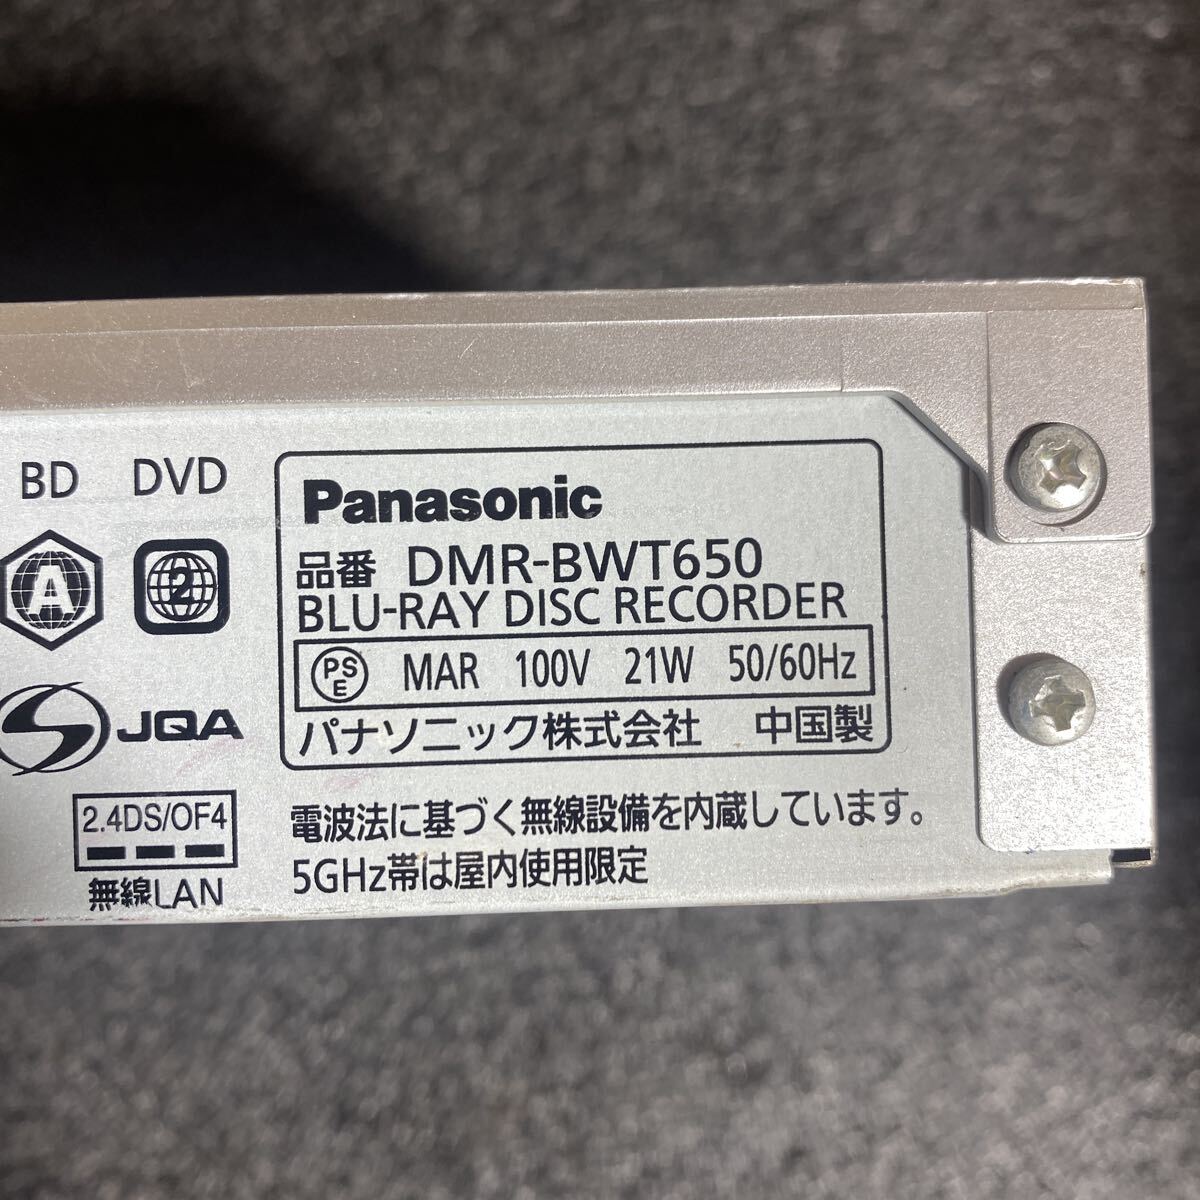 BD DVD
A 2
JQA
2.4DS/OF4
無線LAN
Panasonic
品番 DMR-BWT650
BLU-RAY DISC RECORDER
PSE MAR 100V 21W 50/60Hz
パナソニック株式会社 中国製
電波法に基づく無線設備を内蔵しています。
5GHz帯は屋内使用限定